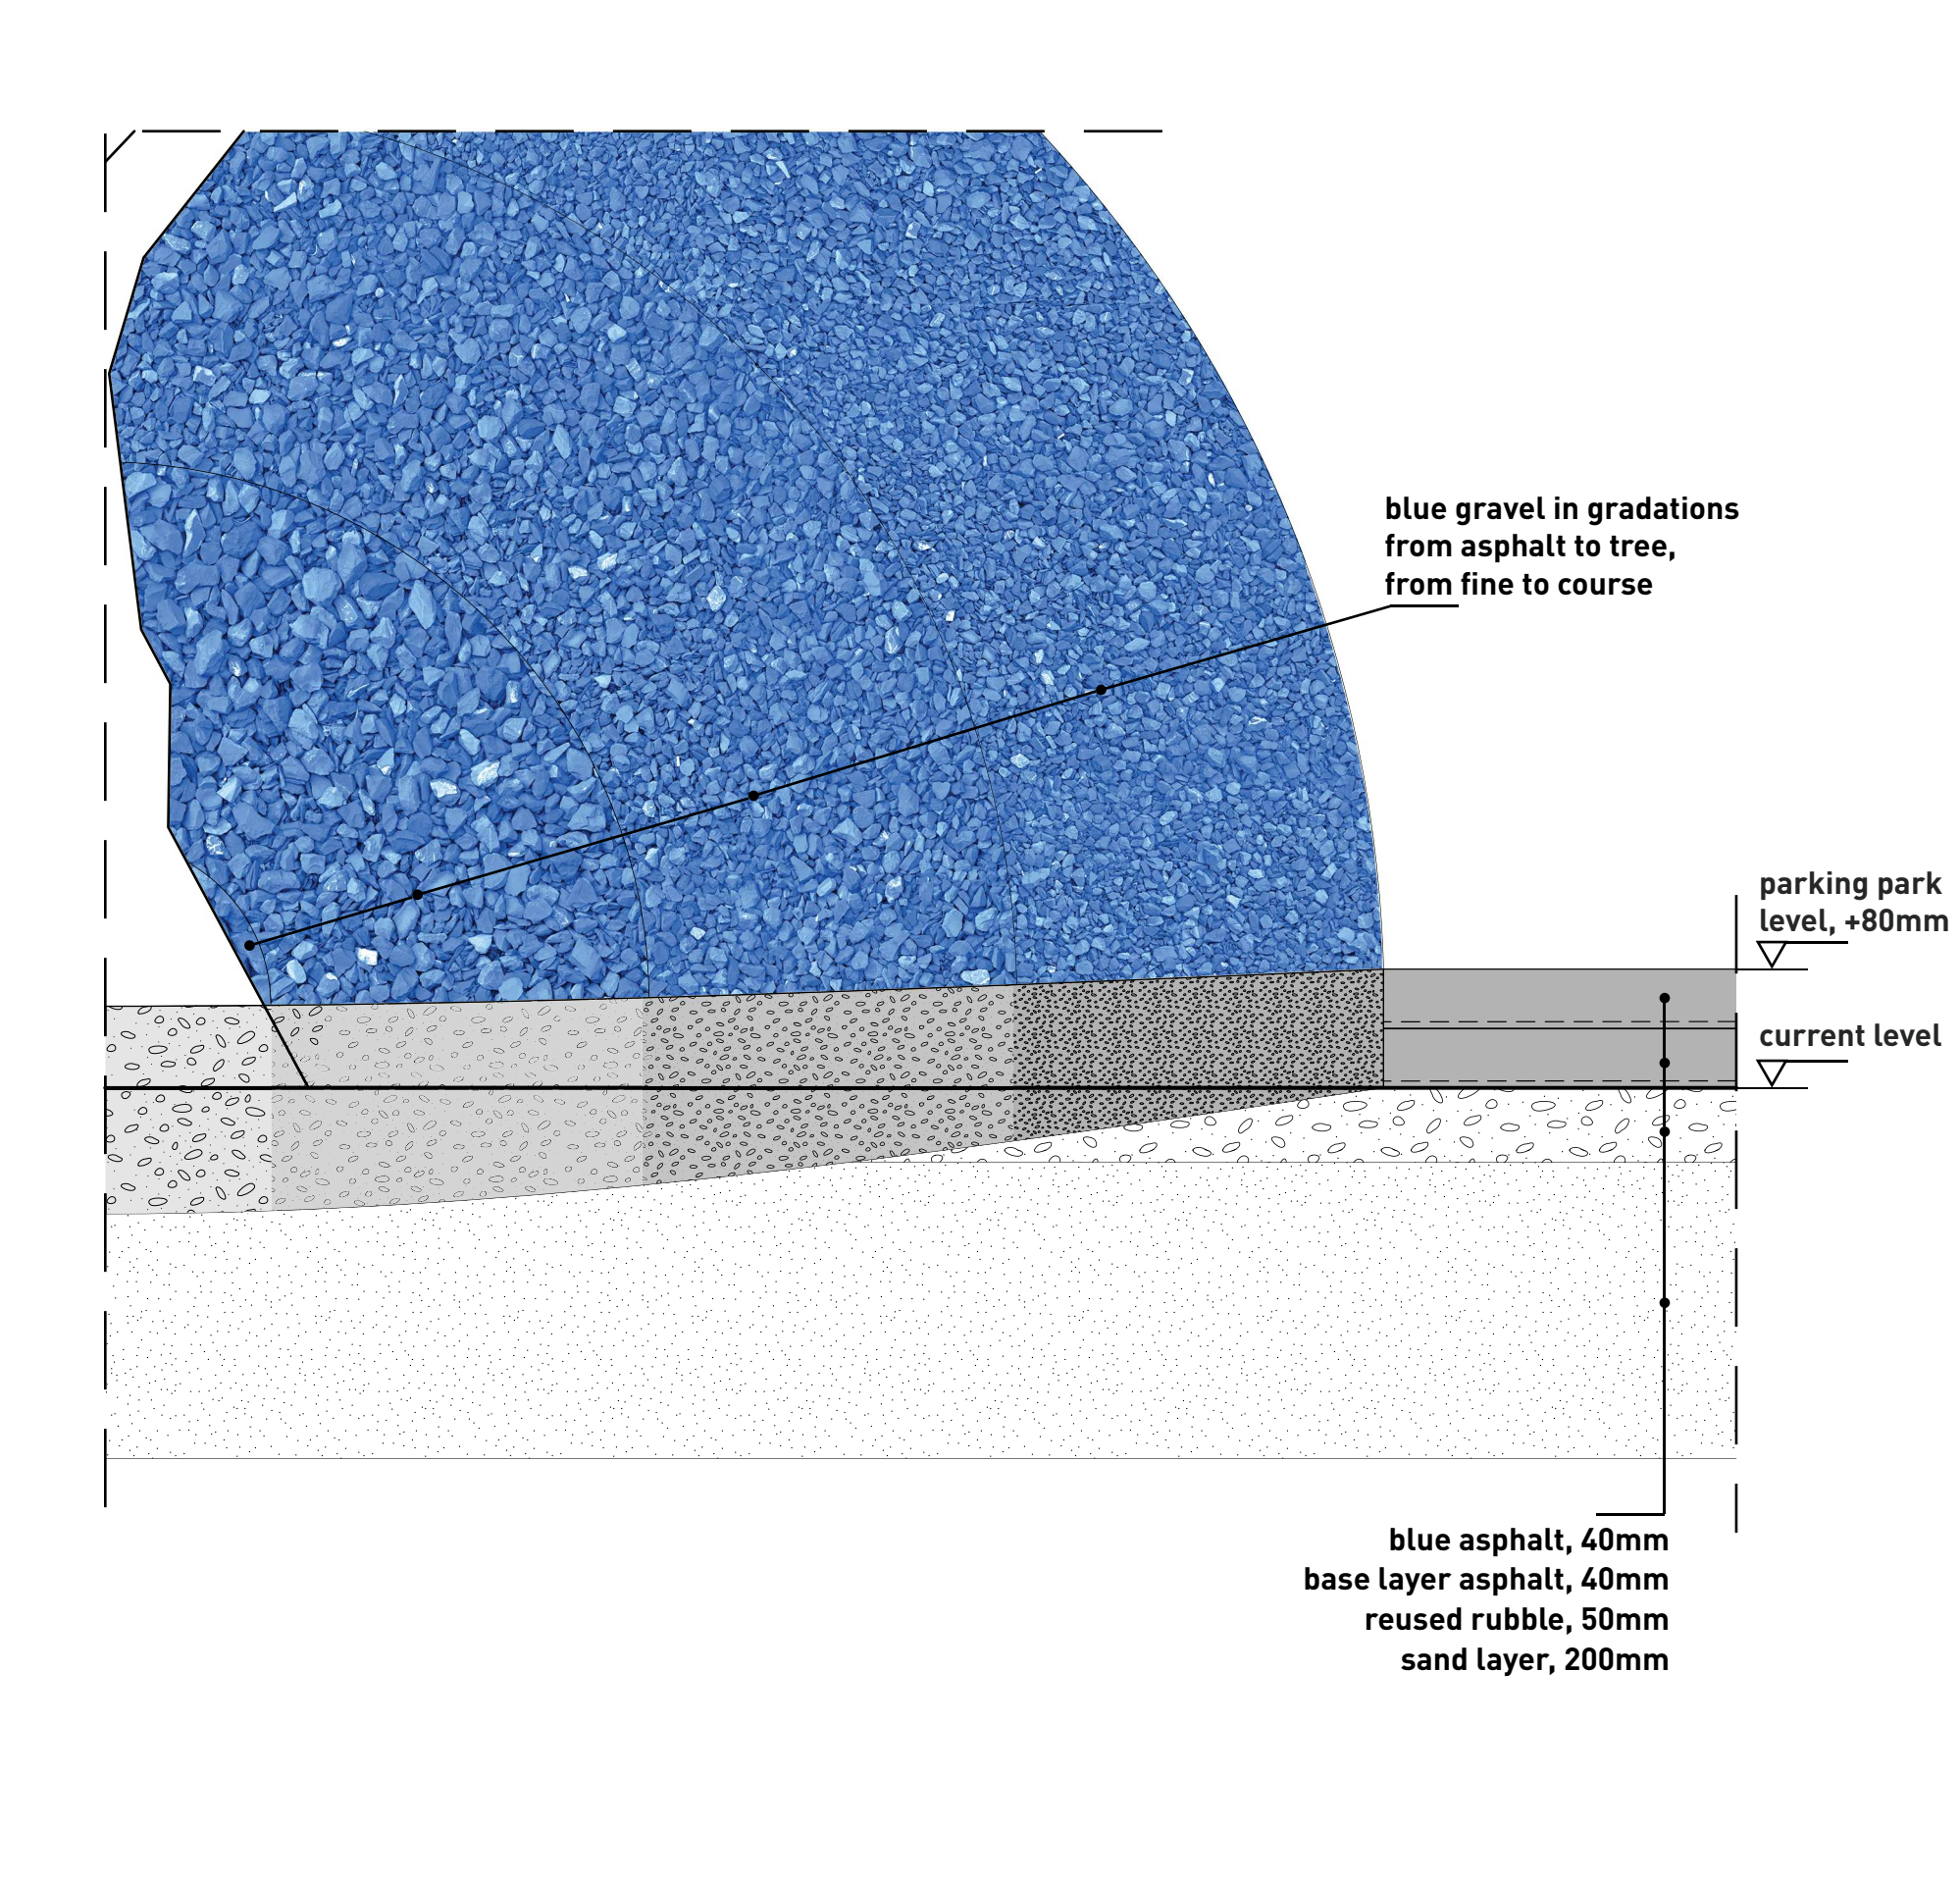 blue gravel in gradations
from asphalt to tree,
from fine to course
parking park
level, +80mm
current level
blue asphalt, 40mm
base layer asphalt, 40mm
reused rubble, 50mm
sand layer, 200mm